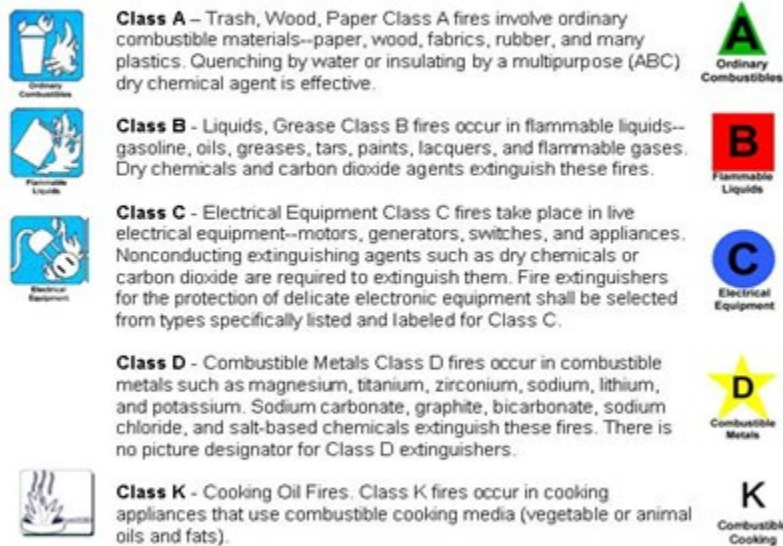 Class A – Trash, Wood, Paper Class A fires involve ordinary
combustible materials--paper, wood, fabrics, rubber, and many
plastics. Quenching by water or insulating by a multipurpose (ABC)
dry chemical agent is effective.
Ordinary
Combustibles
A
Ordinary
Combustibles
Class B - Liquids, Grease Class B fires occur in flammable liquids--
gasoline, oils, greases, tars, paints, lacquers, and flammable gases.
Dry chemicals and carbon dioxide agents extinguish these fires.
Flammable
Liquids
B
Flammable
Liquids
Class C - Electrical Equipment Class C fires take place in live
electrical equipment--motors, generators, switches, and appliances.
Nonconducting extinguishing agents such as dry chemicals or
carbon dioxide are required to extinguish them. Fire extinguishers
for the protection of delicate electronic equipment shall be selected
from types specifically listed and labeled for Class C.
Electrical
Equipment
C
Electrical
Equipment
Class D - Combustible Metals Class D fires occur in combustible
metals such as magnesium, titanium, zirconium, sodium, lithium,
and potassium. Sodium carbonate, graphite, bicarbonate, sodium
chloride, and salt-based chemicals extinguish these fires. There is
no picture designator for Class D extinguishers.
D
Combustible
Metals
Class K - Cooking Oil Fires. Class K fires occur in cooking
appliances that use combustible cooking media (vegetable or animal
oils and fats).
K
Combustible
Cooking